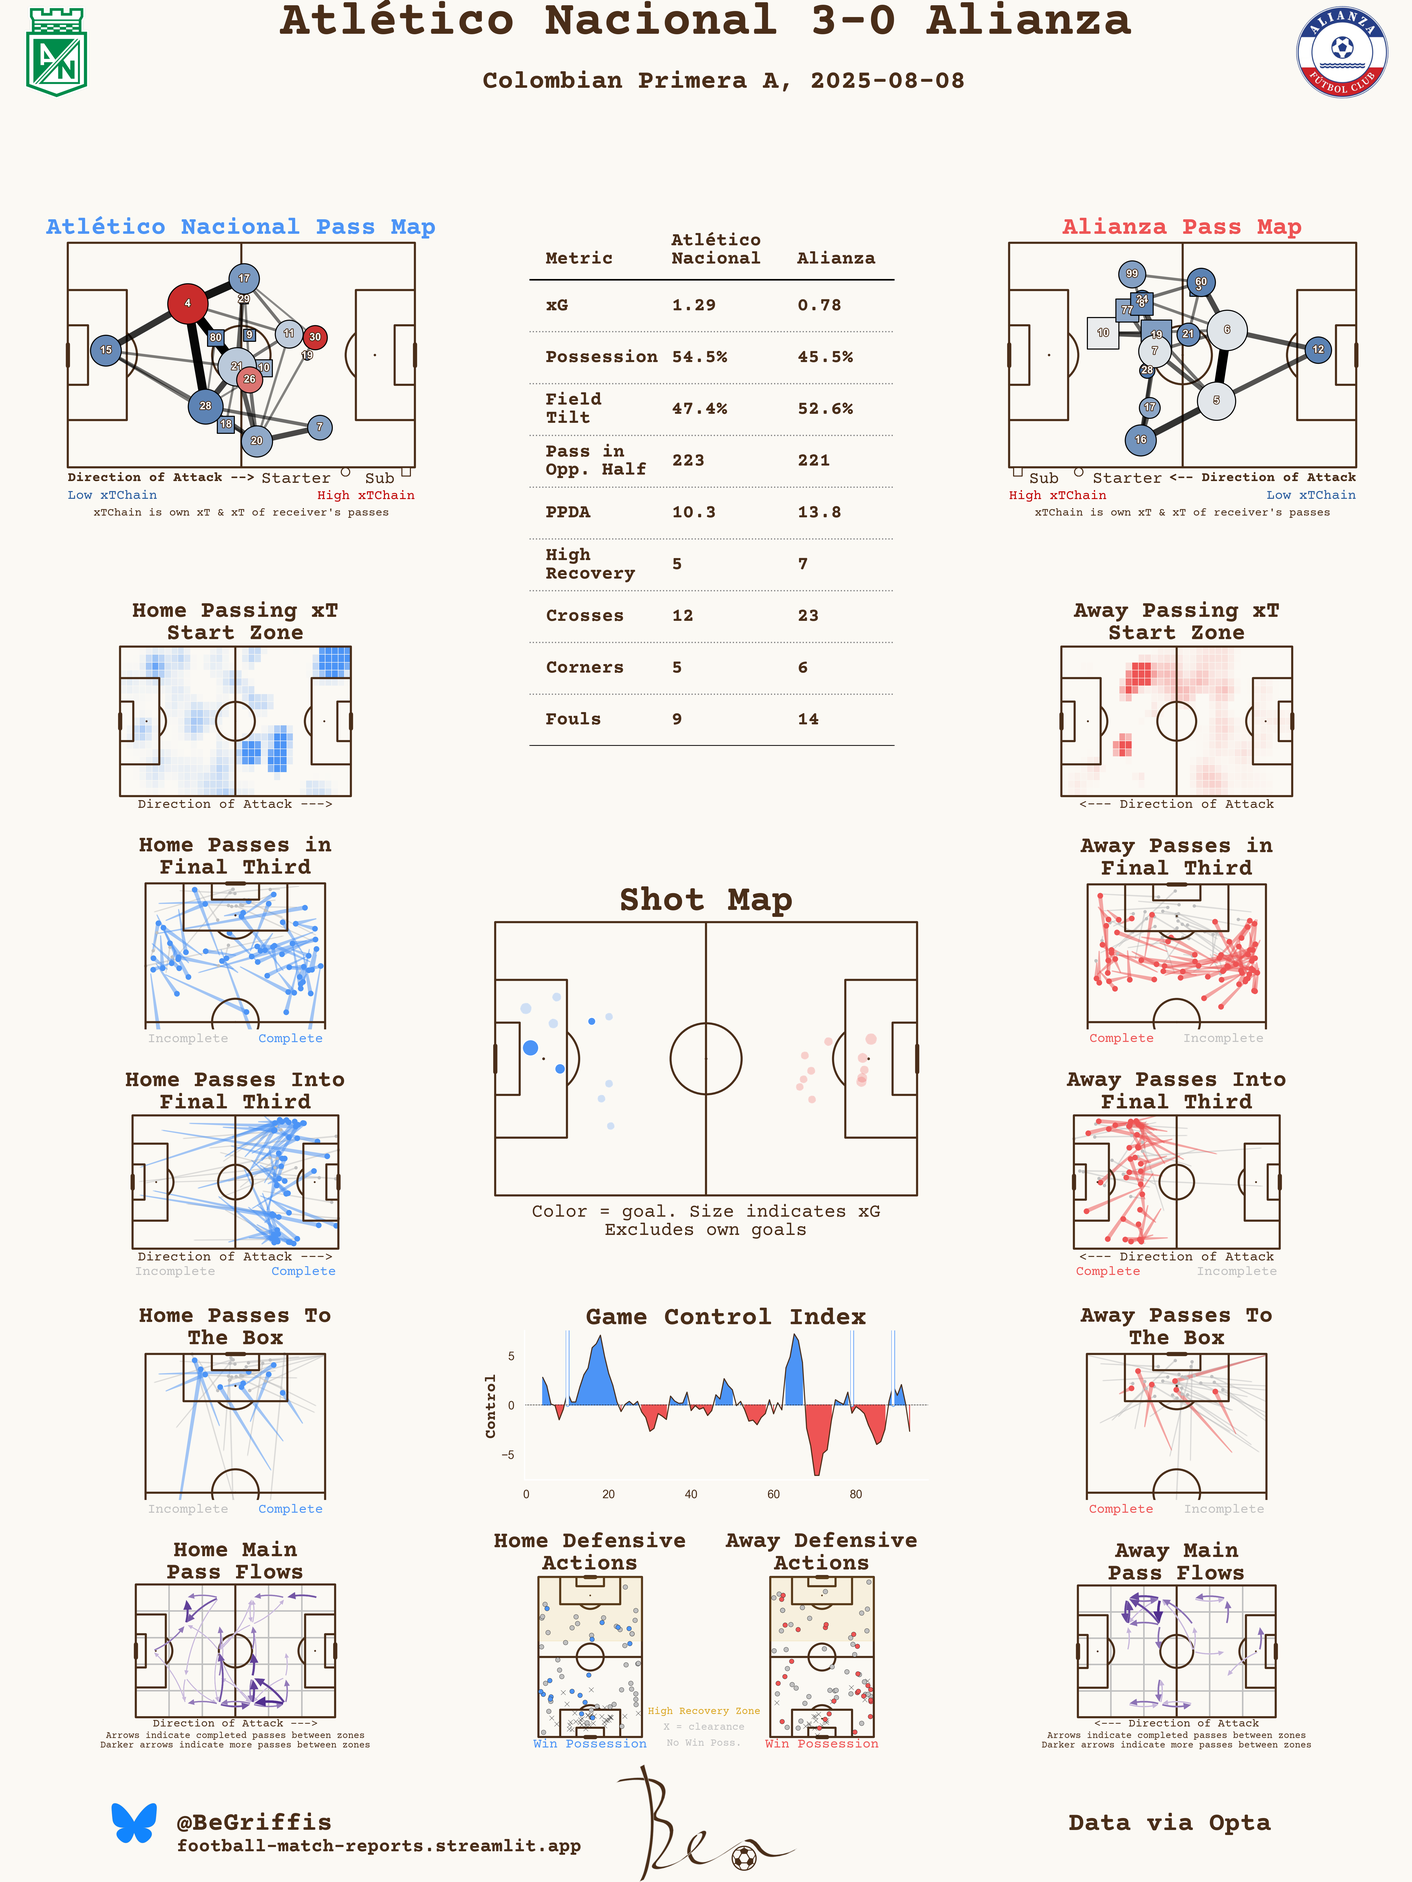 Atlético Nacional 3-0 Alianza
Colombian Primera A, 2025-08-08
AN
ALIANZA
FÚTBOL CLUB
Atlético Nacional Pass Map
17
4
29
80
9
11
30
19
15
21
10
26
28
18
20
7
Direction of Attack --> Starter Sub
Low xTChain High xTChain
xTChain is own xT & xT of receiver's passes
Metric Atlético Nacional Alianza
xG 1.29 0.78
Possession 54.5% 45.5%
Field Tilt 47.4% 52.6%
Pass in Opp. Half 223 221
PPDA 10.3 13.8
High Recovery 5 7
Crosses 12 23
Corners 5 6
Fouls 9 14
Alianza Pass Map
99
60
77
8
10
19
21
6
7
12
28
17
5
16
Sub Starter <-- Direction of Attack
High xTChain Low xTChain
xTChain is own xT & xT of receiver's passes
Home Passing xT
Start Zone
Direction of Attack --->
Away Passing xT
Start Zone
<--- Direction of Attack
Home Passes in
Final Third
Incomplete Complete
Away Passes in
Final Third
Complete Incomplete
Shot Map
Color = goal. Size indicates xG
Excludes own goals
Home Passes Into
Final Third
Direction of Attack --->
Incomplete Complete
Away Passes Into
Final Third
<--- Direction of Attack
Complete Incomplete
Home Passes To
The Box
Incomplete Complete
Game Control Index
Control
5
0
−5
0 20 40 60 80
Away Passes To
The Box
Complete Incomplete
Home Main
Pass Flows
Direction of Attack --->
Arrows indicate completed passes between zones
Darker arrows indicate more passes between zones
Home Defensive
Actions
Win Possession
High Recovery Zone
X = clearance
No Win Poss.
Away Defensive
Actions
Win Possession
Away Main
Pass Flows
<--- Direction of Attack
Arrows indicate completed passes between zones
Darker arrows indicate more passes between zones
@BeGriffis
football-match-reports.streamlit.app
Ben
Data via Opta